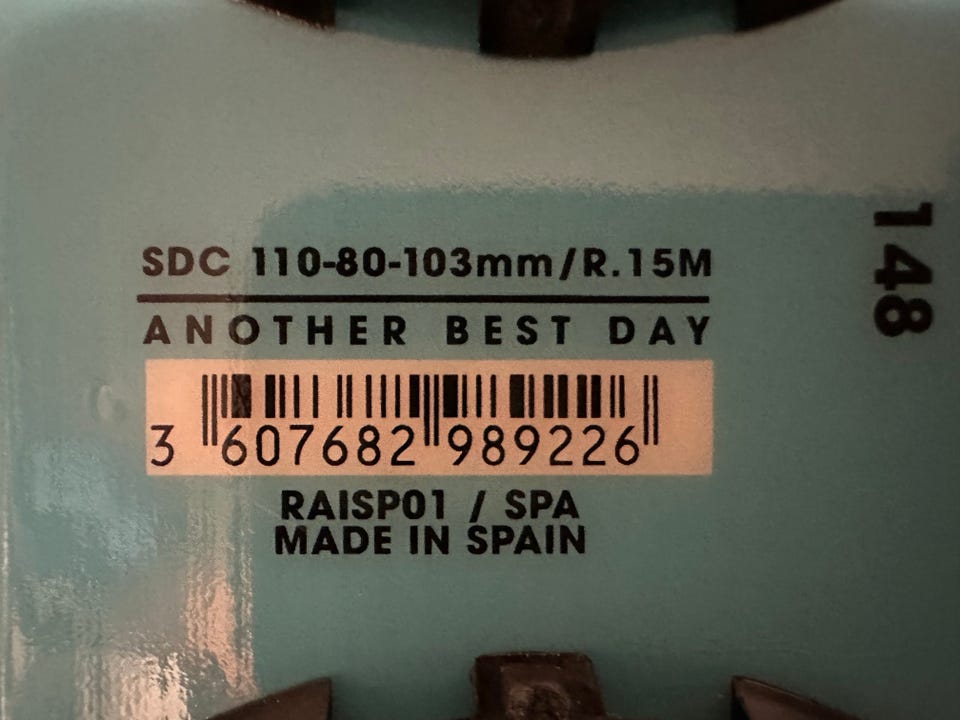 SDC 110-80-103mm/R.15M
ANOTHER BEST DAY
3 607682 989226
RAISP01 / SPA
MADE IN SPAIN
148